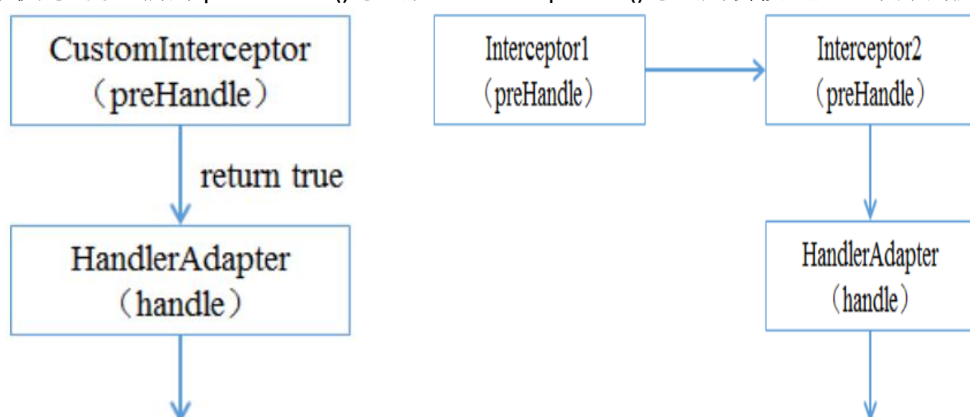 CustomInterceptor
（preHandle）
return true
HandlerAdapter
（handle）
Interceptor1
（preHandle）
Interceptor2
（preHandle）
HandlerAdapter
（handle）